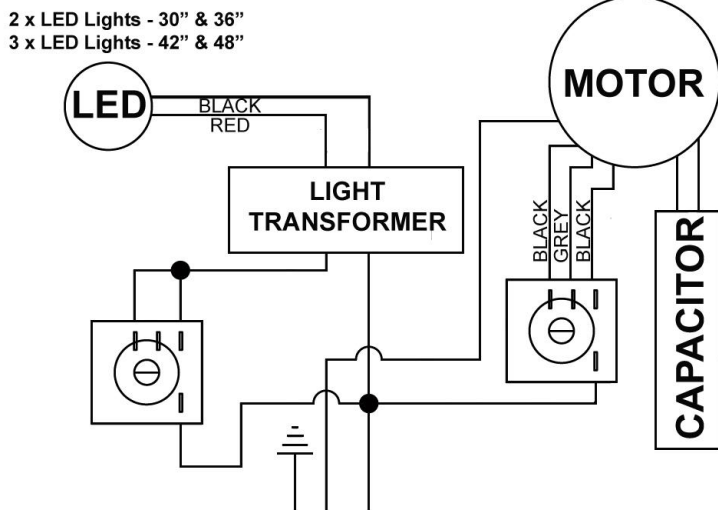 2 x LED Lights - 30” & 36”
3 x LED Lights - 42” & 48”
LED
BLACK
RED
MOTOR
LIGHT
TRANSFORMER
BLACK
GREY
BLACK
CAPACITOR